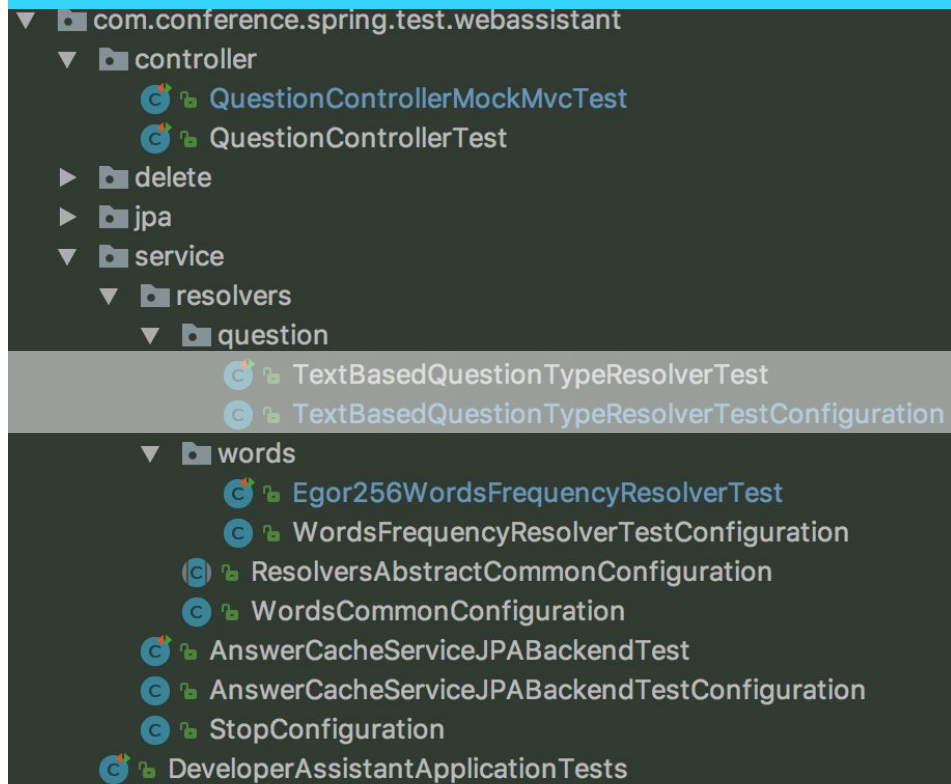 com.conference.spring.test.webassistant
controller
QuestionControllerMockMvcTest
QuestionControllerTest
delete
jpa
service
resolvers
question
TextBasedQuestionTypeResolverTest
TextBasedQuestionTypeResolverTestConfiguration
words
Egor256WordsFrequencyResolverTest
WordsFrequencyResolverTestConfiguration
ResolversAbstractCommonConfiguration
WordsCommonConfiguration
AnswerCacheServiceJPABackendTest
AnswerCacheServiceJPABackendTestConfiguration
StopConfiguration
DeveloperAssistantApplicationTests